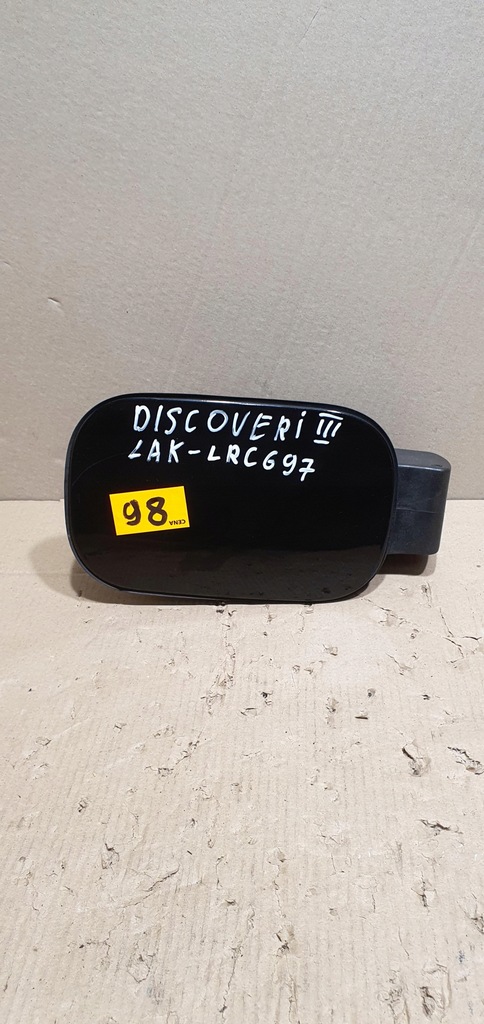 DISCOVERi III
LAK-LRC697
98
CENA